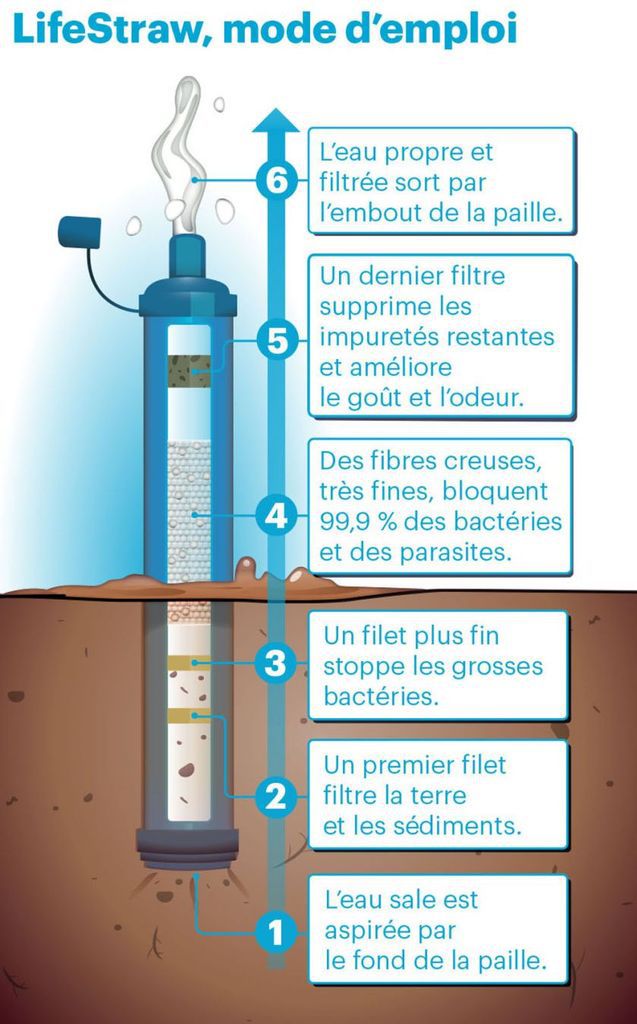 LifeStraw, mode d'emploi
6
L'eau propre et
filtrée sort par
l'embout de la paille.
5
Un dernier filtre
supprime les
impuretés restantes
et améliore
le goût et l'odeur.
4
Des fibres creuses,
très fines, bloquent
99,9 % des bactéries
et des parasites.
3
Un filet plus fin
stoppe les grosses
bactéries.
2
Un premier filet
filtre la terre
et les sédiments.
1
L'eau sale est
aspirée par
le fond de la paille.